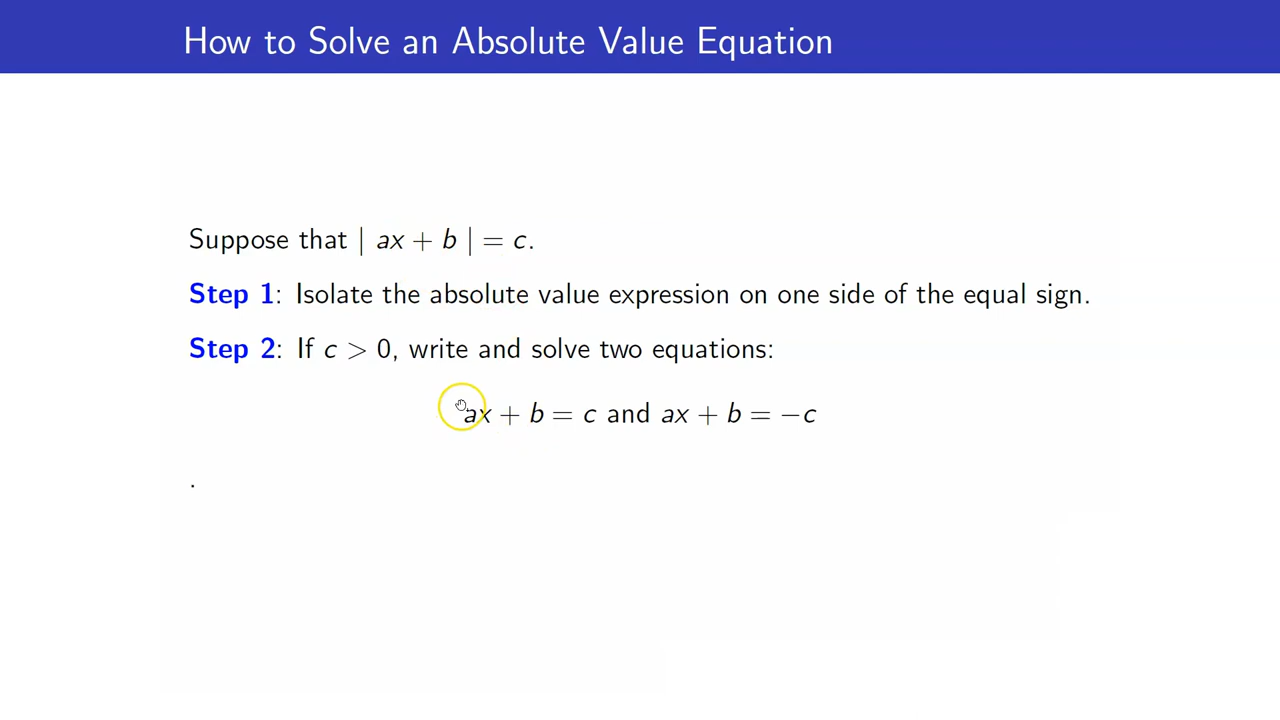 How to Solve an Absolute Value Equation
Suppose that | ax + b | = c.
Step 1: Isolate the absolute value expression on one side of the equal sign.
Step 2: If c > 0, write and solve two equations:
ax + b = c and ax + b = −c
.